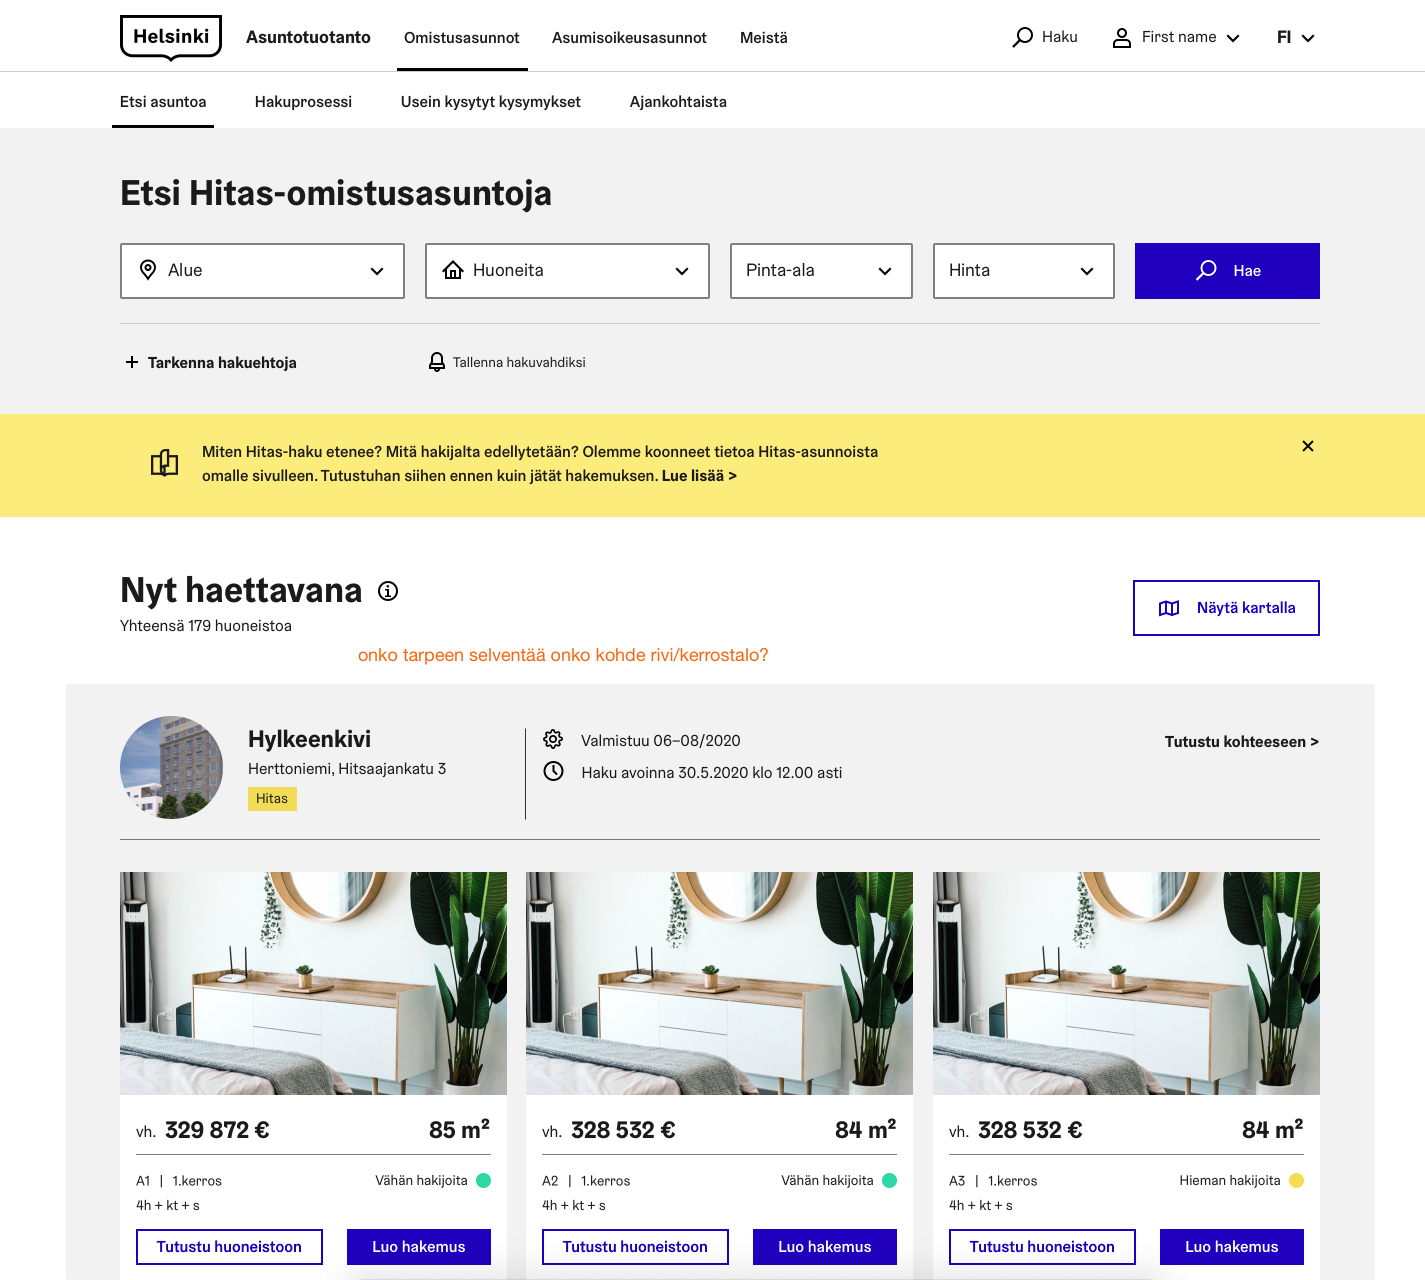 Helsinki Asuntotuotanto Omistusasunnot Asumisoikeusasunnot Meistä Haku First name FI
Etsi asuntoa Hakuprosessi Usein kysytyt kysymykset Ajankohtaista
Etsi Hitas-omistusasuntoja
Alue Huoneita Pinta-ala Hinta Hae
Tarkenna hakuehtoja Tallenna hakuvahdiksi
Miten Hitas-haku etenee? Mitä hakijalta edellytetään? Olemme koonneet tietoa Hitas-asunnoista
omalle sivulleen. Tutustuhan siihen ennen kuin jätät hakemuksen. Lue lisää >
Nyt haettavana
Näytä kartalla
Yhteensä 179 huoneistoa
onko tarpeen selventää onko kohde rivi/kerrostalo?
Hylkeenkivi
Herttoniemi, Hitsaajankatu 3
Hitas
Valmistuu 06–08/2020
Haku avoinna 30.5.2020 klo 12.00 asti
Tutustu kohteeseen >
vh. 329 872 € 85 m²
A1 | 1.kerros Vähän hakijoita
4h + kt + s
Tutustu huoneistoon Luo hakemus
vh. 328 532 € 84 m²
A2 | 1.kerros Vähän hakijoita
4h + kt + s
Tutustu huoneistoon Luo hakemus
vh. 328 532 € 84 m²
A3 | 1.kerros Hieman hakijoita
4h + kt + s
Tutustu huoneistoon Luo hakemus